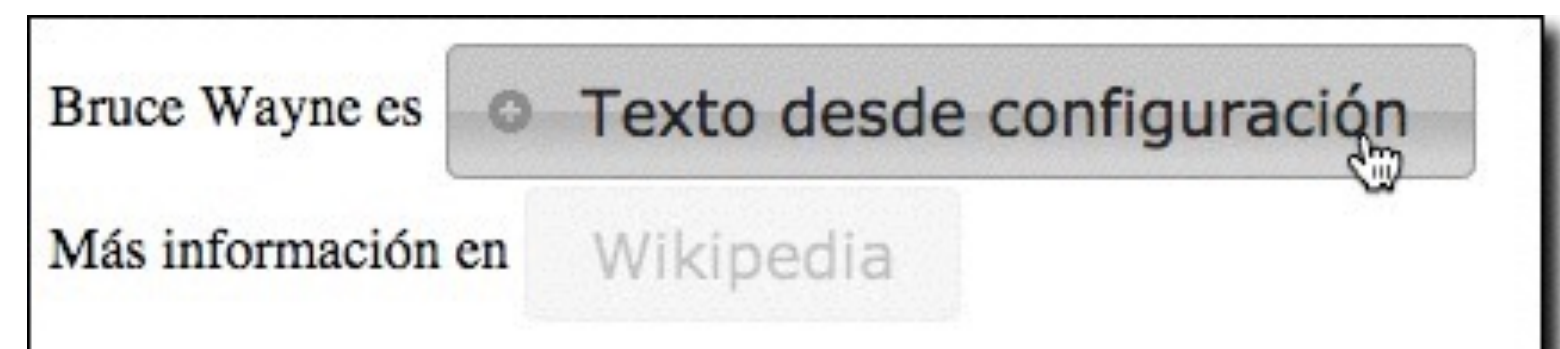 Bruce Wayne es Texto desde configuración
Más información en Wikipedia